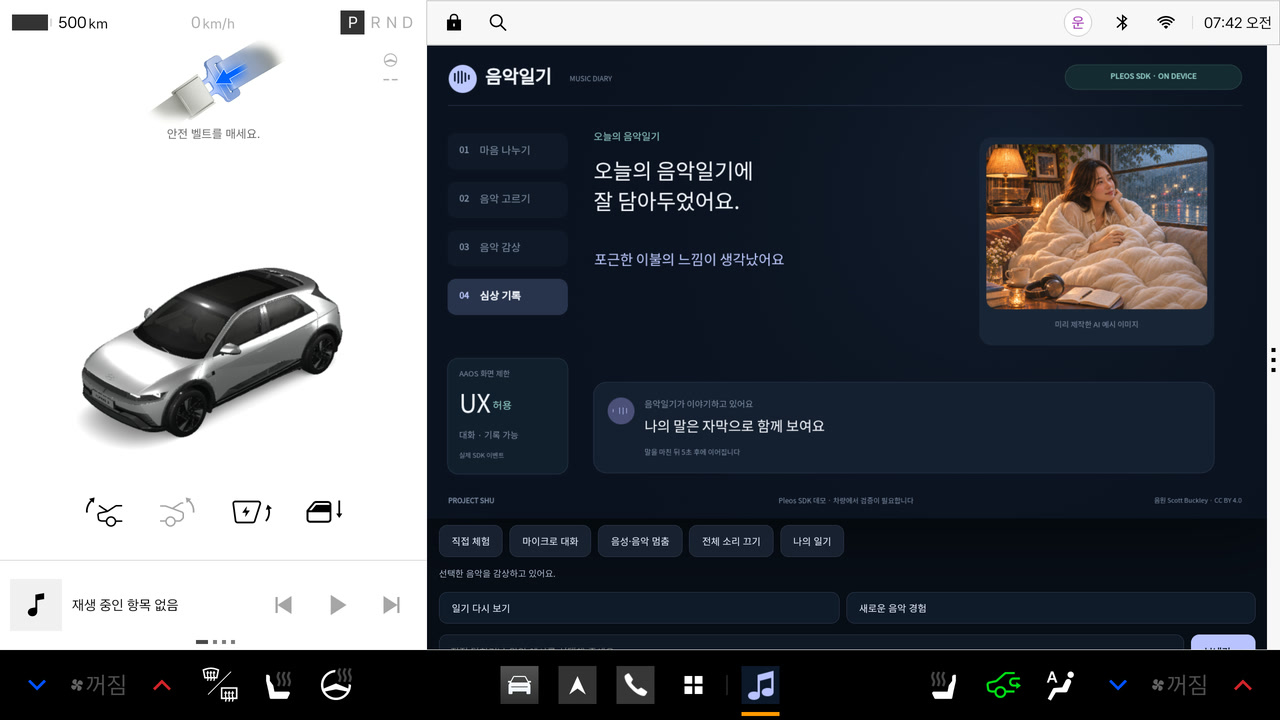 500 km
0 km/h
P R N D
07:42 오전
운
안전 벨트를 매세요.
재생 중인 항목 없음
음악일기
MUSIC DIARY
PLEOS SDK · ON DEVICE
01 마음 나누기
02 음악 고르기
03 음악 감상
04 심상 기록
AAOS 화면 제한
UX 허용
대화 · 기록 가능
실제 SDK 이벤트
오늘의 음악일기
오늘의 음악일기에
잘 담아두었어요.
포근한 이불의 느낌이 생각났어요
미리 제작한 AI 예시 이미지
음악일기가 이야기하고 있어요
나의 말은 자막으로 함께 보여요
말을 마친 뒤 5초 후에 이어집니다
PROJECT SHU
Pleos SDK 데모 · 차량에서 검증이 필요합니다
음원 Scott Buckley · CC BY 4.0
직접 체험
마이크로 대화
음성·음악 멈춤
전체 소리 끄기
나의 일기
선택한 음악을 감상하고 있어요.
일기 다시 보기
새로운 음악 경험
꺼짐
A
꺼짐